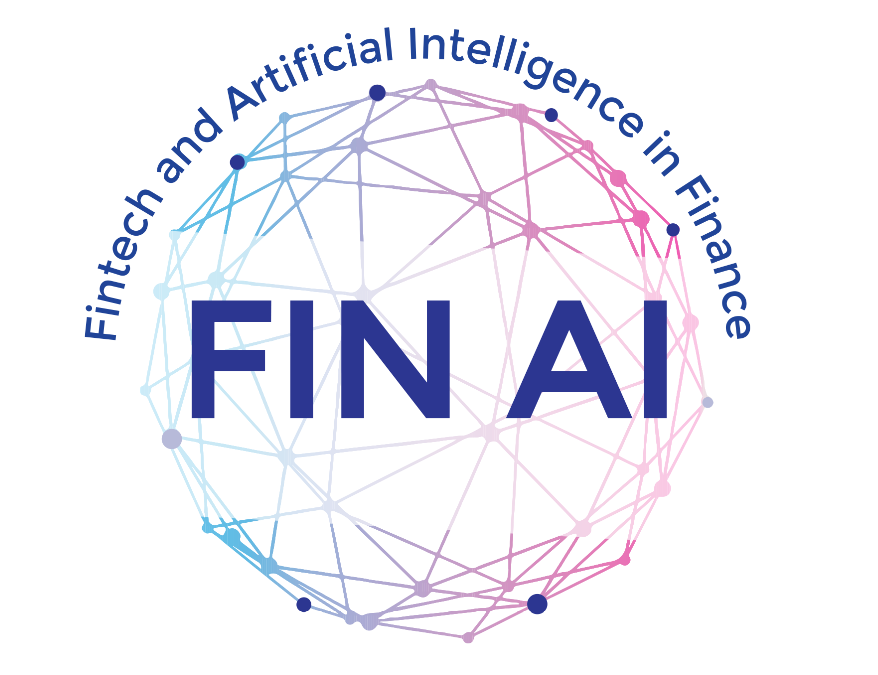 Fintech and Artificial Intelligence in Finance
FIN AI